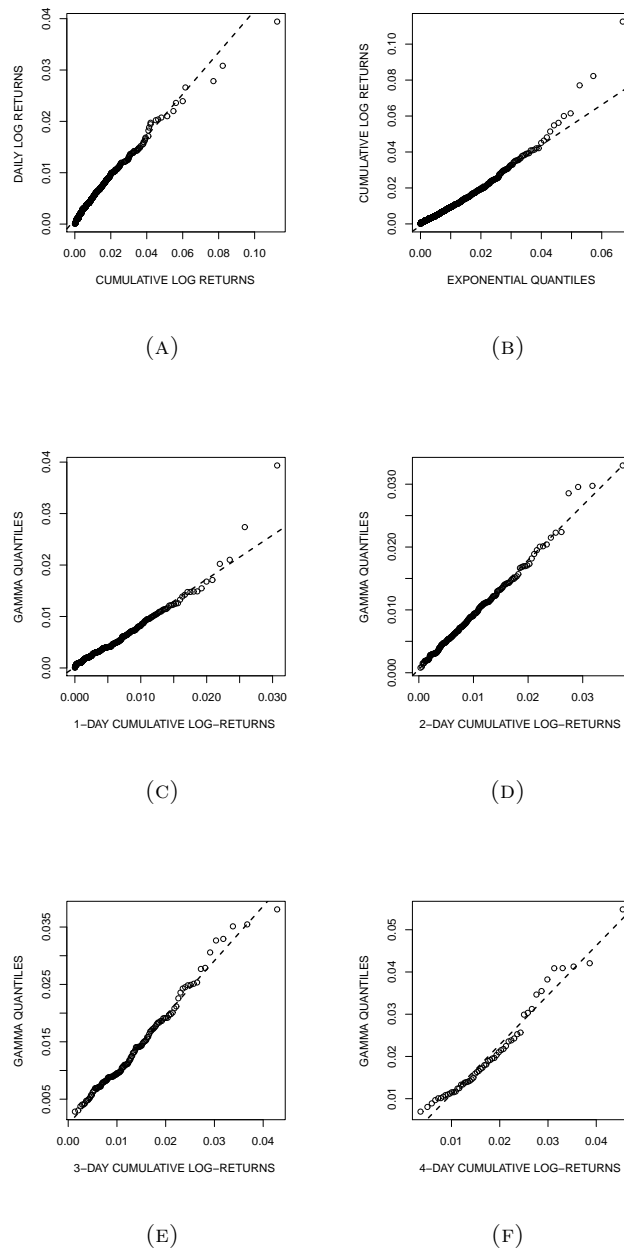 0.04
0.03
0.02
0.01
0.00
DAILY LOG RETURNS
0.00 0.02 0.04 0.06 0.08 0.10
CUMULATIVE LOG RETURNS
(A)
0.10
0.08
0.06
0.04
0.02
0.00
CUMULATIVE LOG RETURNS
0.00 0.02 0.04 0.06
EXPONENTIAL QUANTILES
(B)
0.04
0.03
0.02
0.01
0.00
GAMMA QUANTILES
0.000 0.010 0.020 0.030
1−DAY CUMULATIVE LOG−RETURNS
(C)
0.030
0.020
0.010
0.000
GAMMA QUANTILES
0.00 0.01 0.02 0.03
2−DAY CUMULATIVE LOG−RETURNS
(D)
0.035
0.025
0.015
0.005
GAMMA QUANTILES
0.00 0.01 0.02 0.03 0.04
3−DAY CUMULATIVE LOG−RETURNS
(E)
0.05
0.04
0.03
0.02
0.01
GAMMA QUANTILES
0.01 0.02 0.03 0.04
4−DAY CUMULATIVE LOG−RETURNS
(F)